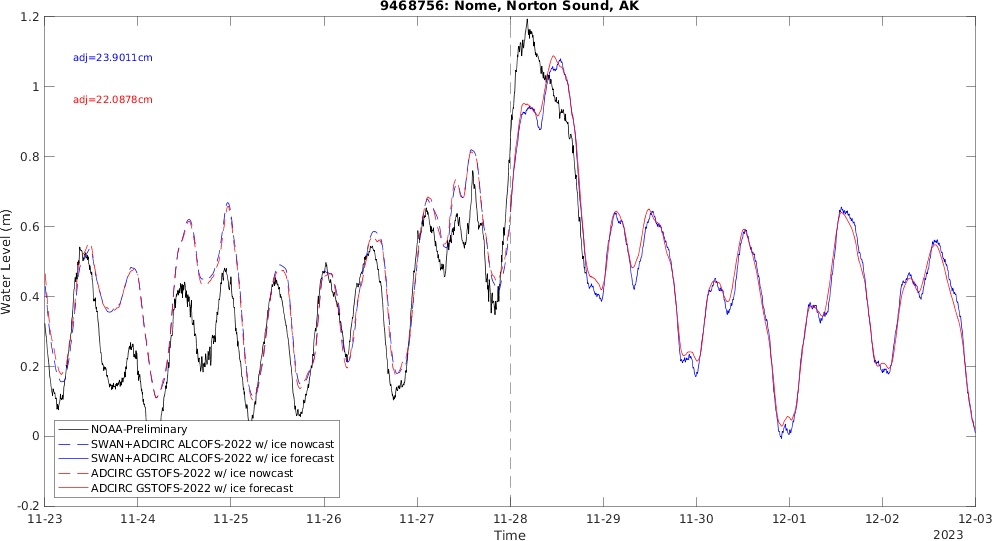 9468756: Nome, Norton Sound, AK
1.2
adj=23.9011cm
1
adj=22.0878cm
0.8
0.6
Water Level (m)
0.4
0.2
0
-0.2
NOAA-Preliminary
SWAN+ADCIRC ALCOFS-2022 w/ ice nowcast
SWAN+ADCIRC ALCOFS-2022 w/ ice forecast
ADCIRC GSTOFS-2022 w/ ice nowcast
ADCIRC GSTOFS-2022 w/ ice forecast
11-23 11-24 11-25 11-26 11-27 11-28 11-29 11-30 12-01 12-02 12-03
Time
2023